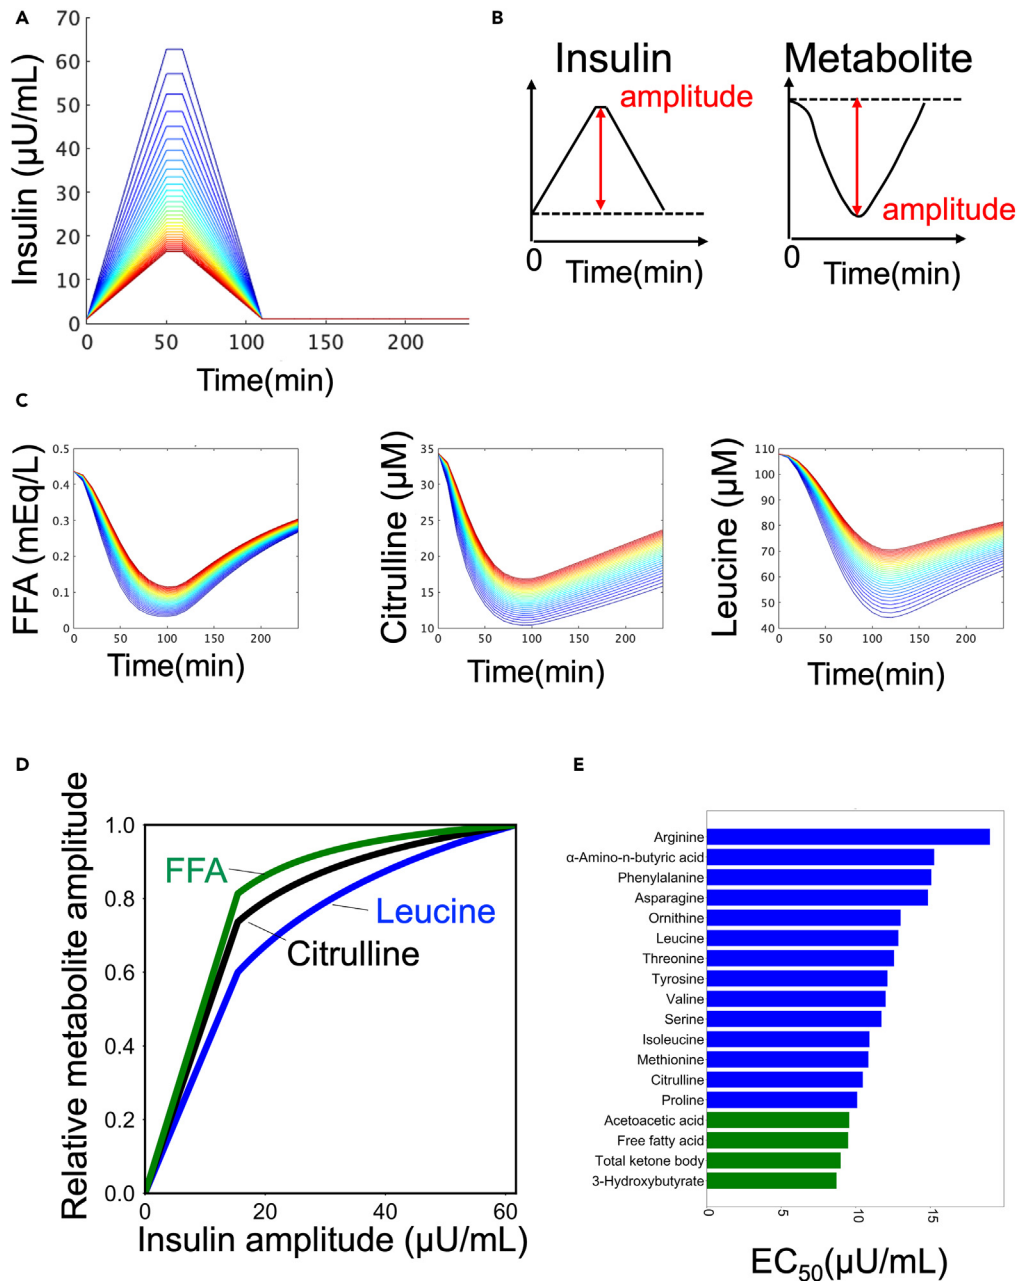 A
70
60
50
40
30
20
10
0
Insulin (μU/mL)
0 50 100 150 200
Time(min)
B
Insulin
amplitude
0
Time(min)
Metabolite
amplitude
0
Time(min)
C
FFA (mEq/L)
0.5
0.4
0.3
0.2
0.1
0
0 50 100 150 200
Time(min)
Citrulline (μM)
35
30
25
20
15
10
0 50 100 150 200
Time(min)
Leucine (μM)
110
100
90
80
70
60
50
40
0 50 100 150 200
Time(min)
D
Relative metabolite amplitude
1.0
0.8
0.6
0.4
0.2
0.0
FFA
Leucine
Citrulline
0 20 40 60
Insulin amplitude (μU/mL)
E
Arginine
α-Amino-n-butyric acid
Phenylalanine
Asparagine
Ornithine
Leucine
Threonine
Tyrosine
Valine
Serine
Isoleucine
Methionine
Citrulline
Proline
Acetoacetic acid
Free fatty acid
Total ketone body
3-Hydroxybutyrate
0 5 10 15
EC50(μU/mL)